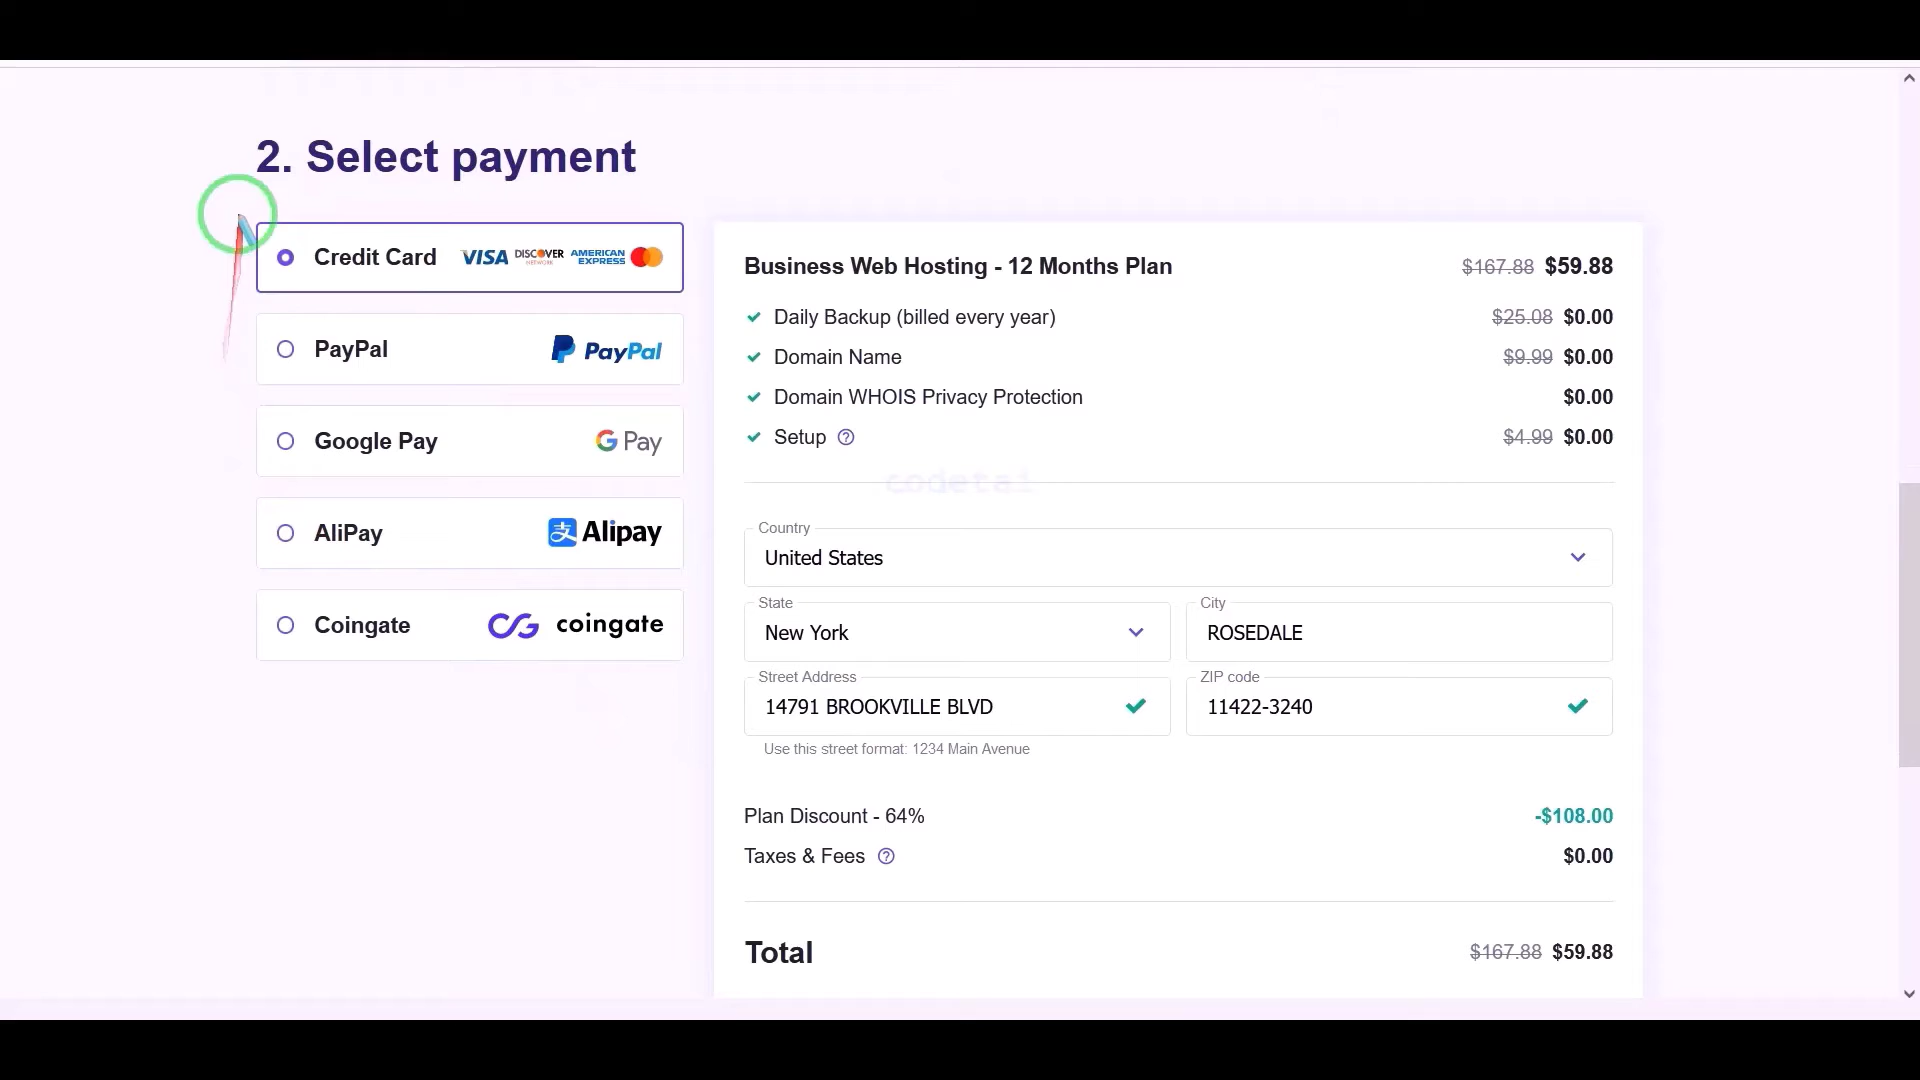 2. Select payment
Credit Card VISA DISCOVER NETWORK AMERICAN EXPRESS
PayPal PayPal
Google Pay G Pay
AliPay 支 Alipay
Coingate CG coingate
Business Web Hosting - 12 Months Plan $167.88 $59.88
Daily Backup (billed every year) $25.08 $0.00
Domain Name $9.99 $0.00
Domain WHOIS Privacy Protection $0.00
Setup ? $4.99 $0.00
codetai
Country
United States
State
New York
City
ROSEDALE
Street Address
14791 BROOKVILLE BLVD
ZIP code
11422-3240
Use this street format: 1234 Main Avenue
Plan Discount - 64% -$108.00
Taxes & Fees ? $0.00
Total $167.88 $59.88